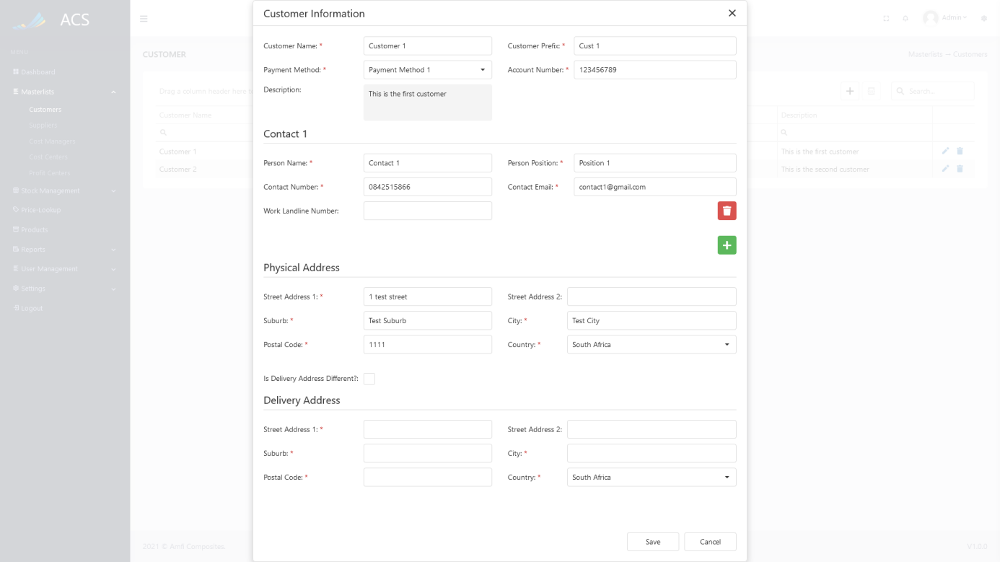 ACS
Admin
MENU
CUSTOMER
Masterlists → Customers
Dashboard
Masterlists
Customers
Suppliers
Cost Managers
Cost Centers
Profit Centers
Stock Management
Price-Lookup
Products
Reports
User Management
Settings
Logout
Drag a column header here to
Search...
Customer Name
Description
Customer 1
This is the first customer
Customer 2
This is the second customer
Customer Information
Customer Name: *
Customer 1
Customer Prefix: *
Cust 1
Payment Method: *
Payment Method 1
Account Number: *
123456789
Description:
This is the first customer
Contact 1
Person Name: *
Contact 1
Person Position: *
Position 1
Contact Number: *
0842515866
Contact Email: *
contact1@gmail.com
Work Landline Number:
Physical Address
Street Address 1: *
1 test street
Street Address 2:
Suburb: *
Test Suburb
City: *
Test City
Postal Code: *
1111
Country: *
South Africa
Is Delivery Address Different?:
Delivery Address
Street Address 1: *
Street Address 2:
Suburb: *
City: *
Postal Code: *
Country: *
South Africa
Save
Cancel
2021 © Amfi Composites.
V1.0.0